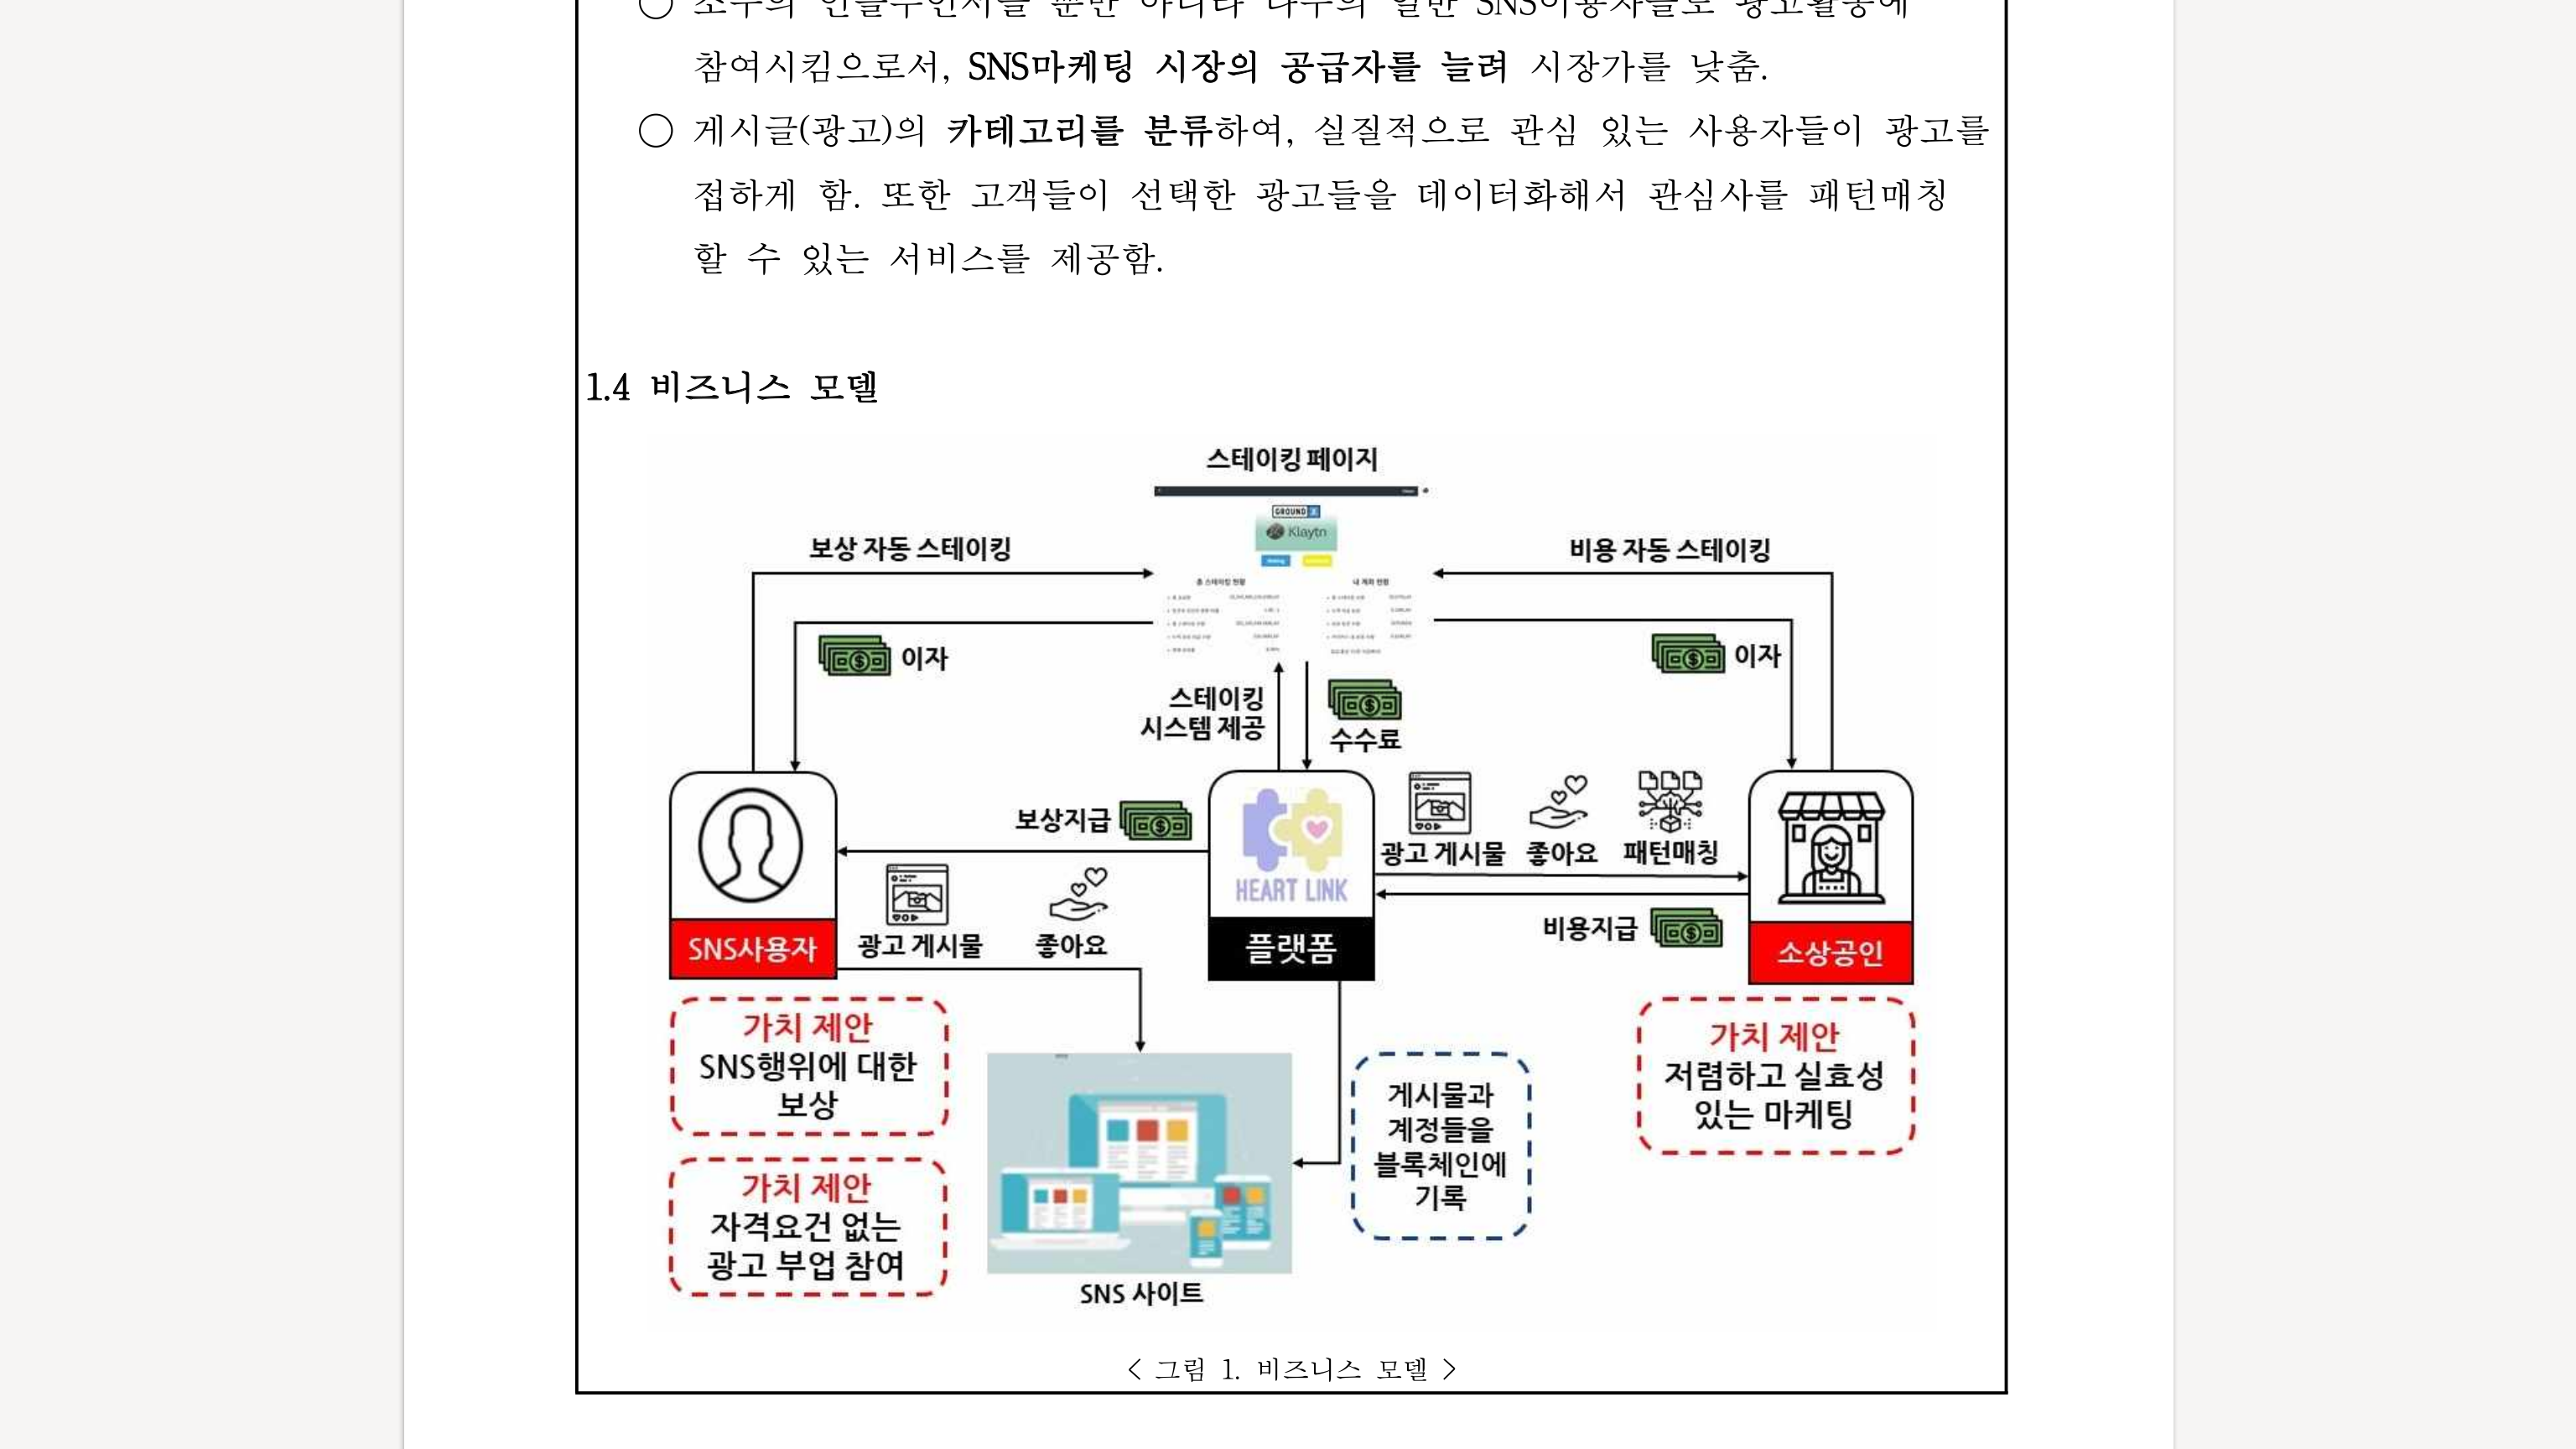 참여시킴으로서, SNS마케팅 시장의 공급자를 늘려 시장가를 낮춤.
◯ 게시글(광고)의 카테고리를 분류하여, 실질적으로 관심 있는 사용자들이 광고를
접하게 함. 또한 고객들이 선택한 광고들을 데이터화해서 관심사를 패턴매칭
할 수 있는 서비스를 제공함.
1.4 비즈니스 모델
스테이킹 페이지
GROUND X
Klaytn
보상 자동 스테이킹
비용 자동 스테이킹
총 스테이킹 현황
내 계좌 현황
이자
이자
스테이킹
시스템 제공
수수료
보상지급
HEART LINK
플랫폼
광고 게시물
좋아요
패턴매칭
비용지급
SNS사용자
광고 게시물
좋아요
소상공인
가치 제안
SNS행위에 대한
보상
가치 제안
자격요건 없는
광고 부업 참여
게시물과
계정들을
블록체인에
기록
가치 제안
저렴하고 실효성
있는 마케팅
SNS 사이트
< 그림 1. 비즈니스 모델 >